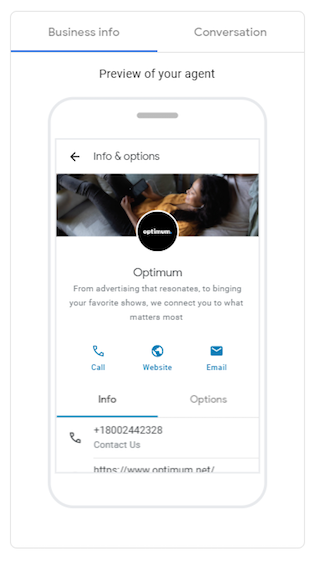 Business info
Conversation
Preview of your agent
Info & options
optimum.
Optimum
From advertising that resonates, to binging
your favorite shows, we connect you to what
matters most
Call
Website
Email
Info
Options
+18002442328
Contact Us
https://www.optimum.net/